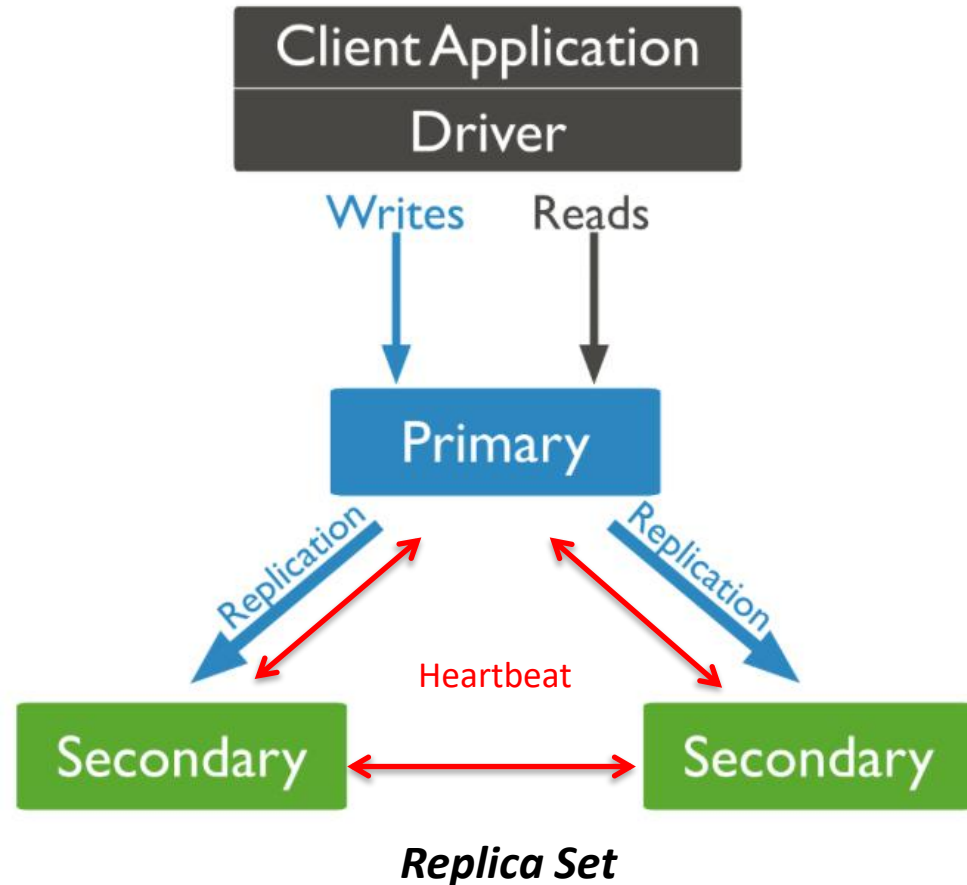 Client Application
Driver
Writes
Reads
Primary
Replication
Replication
Heartbeat
Secondary
Secondary
Replica Set